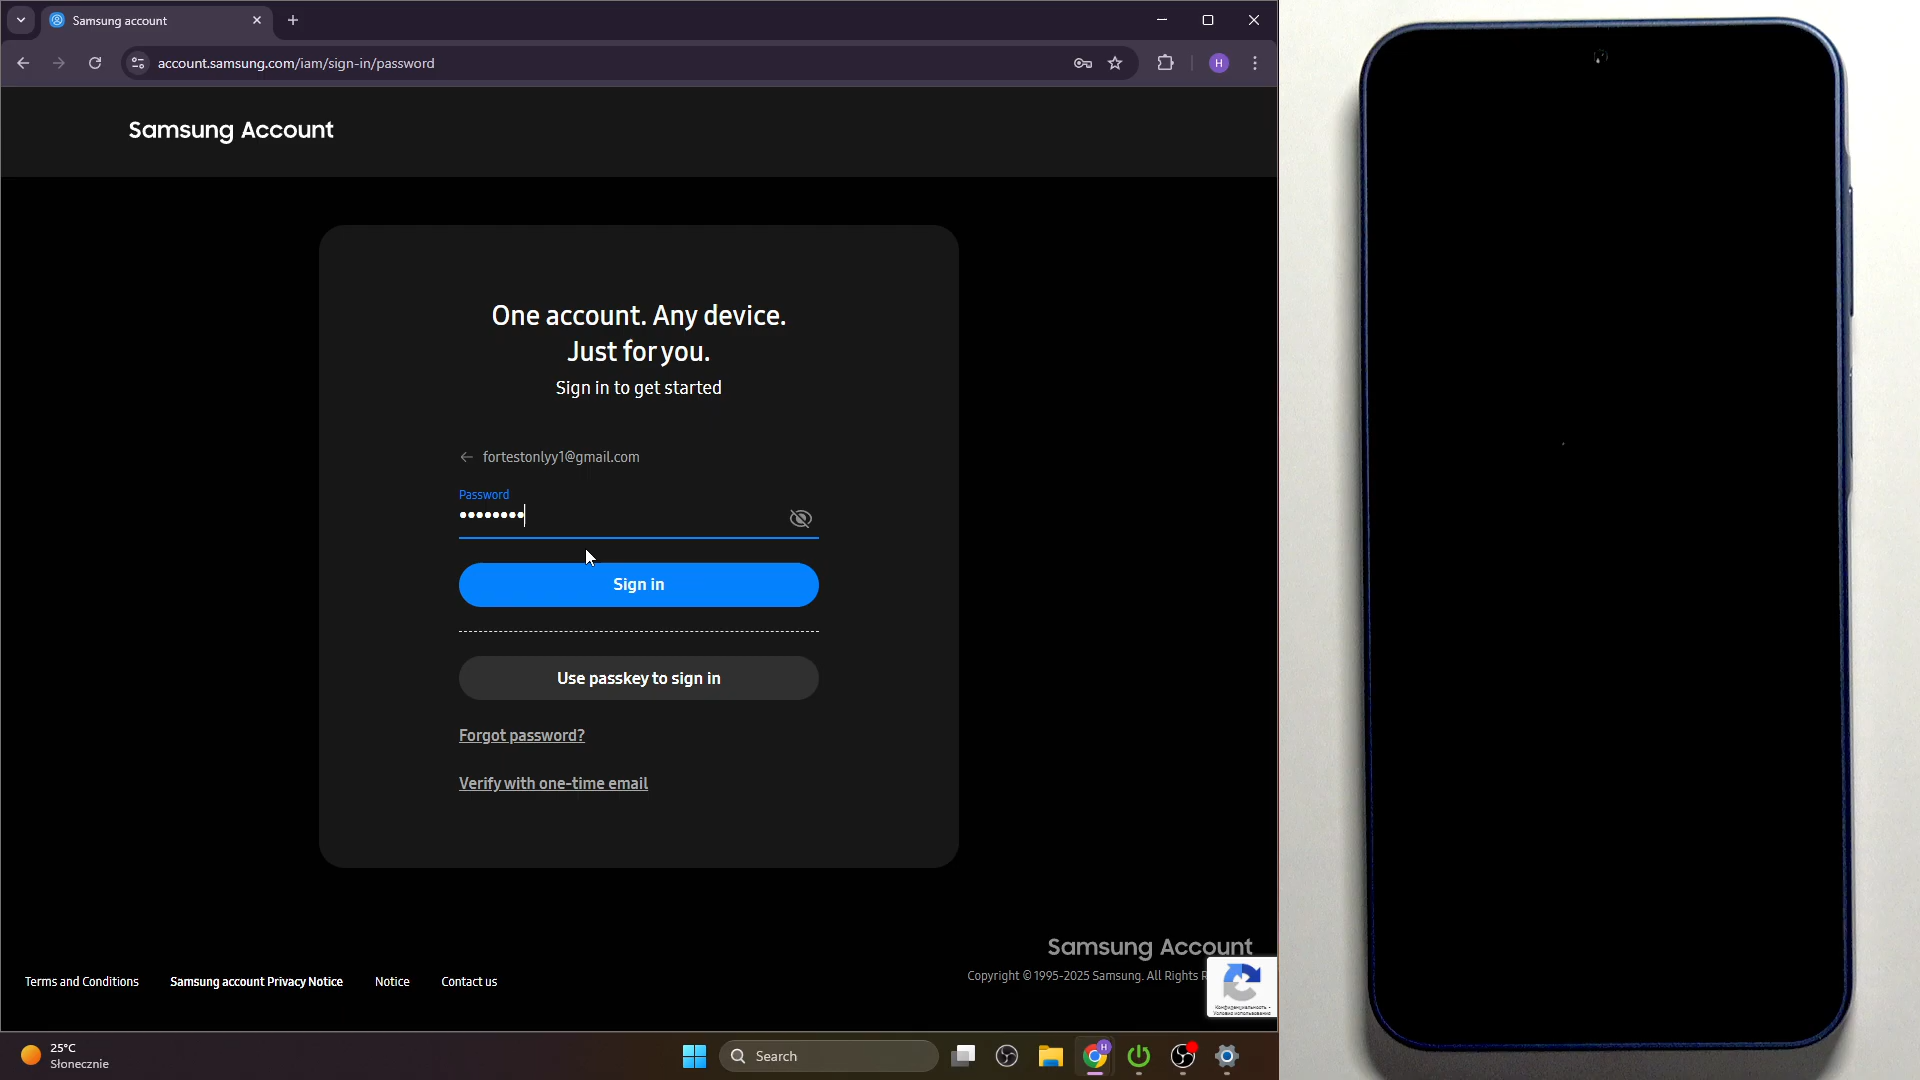 Samsung account
account.samsung.com/iam/sign-in/password
H
Samsung Account
One account. Any device.
Just for you.
Sign in to get started
fortestonlyy1@gmail.com
Password
Sign in
Use passkey to sign in
Forgot password?
Verify with one-time email
Samsung Account
Copyright © 1995-2025 Samsung. All Rights
Terms and Conditions
Samsung account Privacy Notice
Notice
Contact us
Конфиденциальность -
Условия использования
25°C
Słonecznie
Search
H